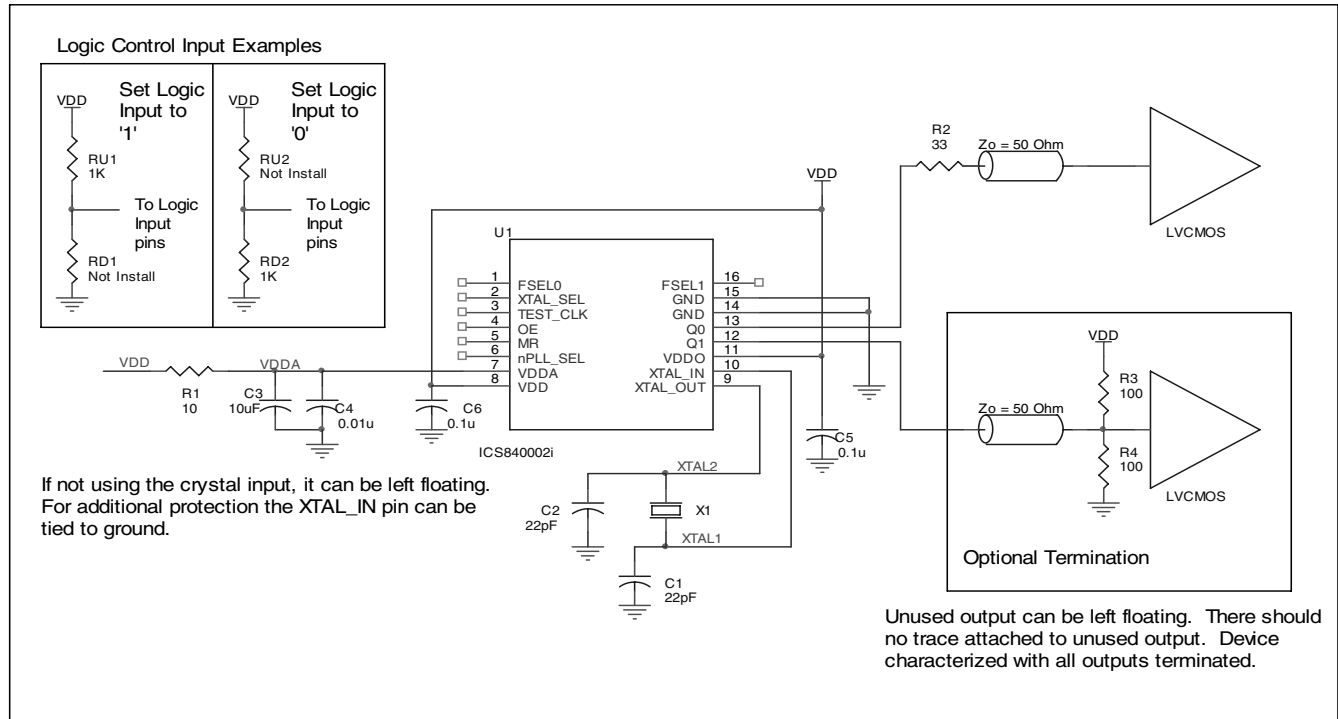 Logic Control Input Examples
Set Logic
Input to
'1'
VDD
RU1
1K
To Logic
Input
pins
RD1
Not Install
Set Logic
Input to
'0'
VDD
RU2
Not Install
To Logic
Input
pins
RD2
1K
R2
33
Zo = 50 Ohm
LVCMOS
VDD
U1
1
FSEL0
2
XTAL_SEL
3
TEST_CLK
4
OE
5
MR
6
nPLL_SEL
7
VDDA
8
VDD
16
FSEL1
15
GND
14
GND
13
Q0
12
Q1
11
VDDO
10
XTAL_IN
9
XTAL_OUT
ICS840002i
VDD
R1
10
VDDA
C3
10uF
C4
0.01u
C6
0.1u
C5
0.1u
XTAL2
C2
22pF
X1
XTAL1
C1
22pF
VDD
R3
100
Zo = 50 Ohm
R4
100
LVCMOS
Optional Termination
If not using the crystal input, it can be left floating.
For additional protection the XTAL_IN pin can be
tied to ground.
Unused output can be left floating. There should
no trace attached to unused output. Device
characterized with all outputs terminated.